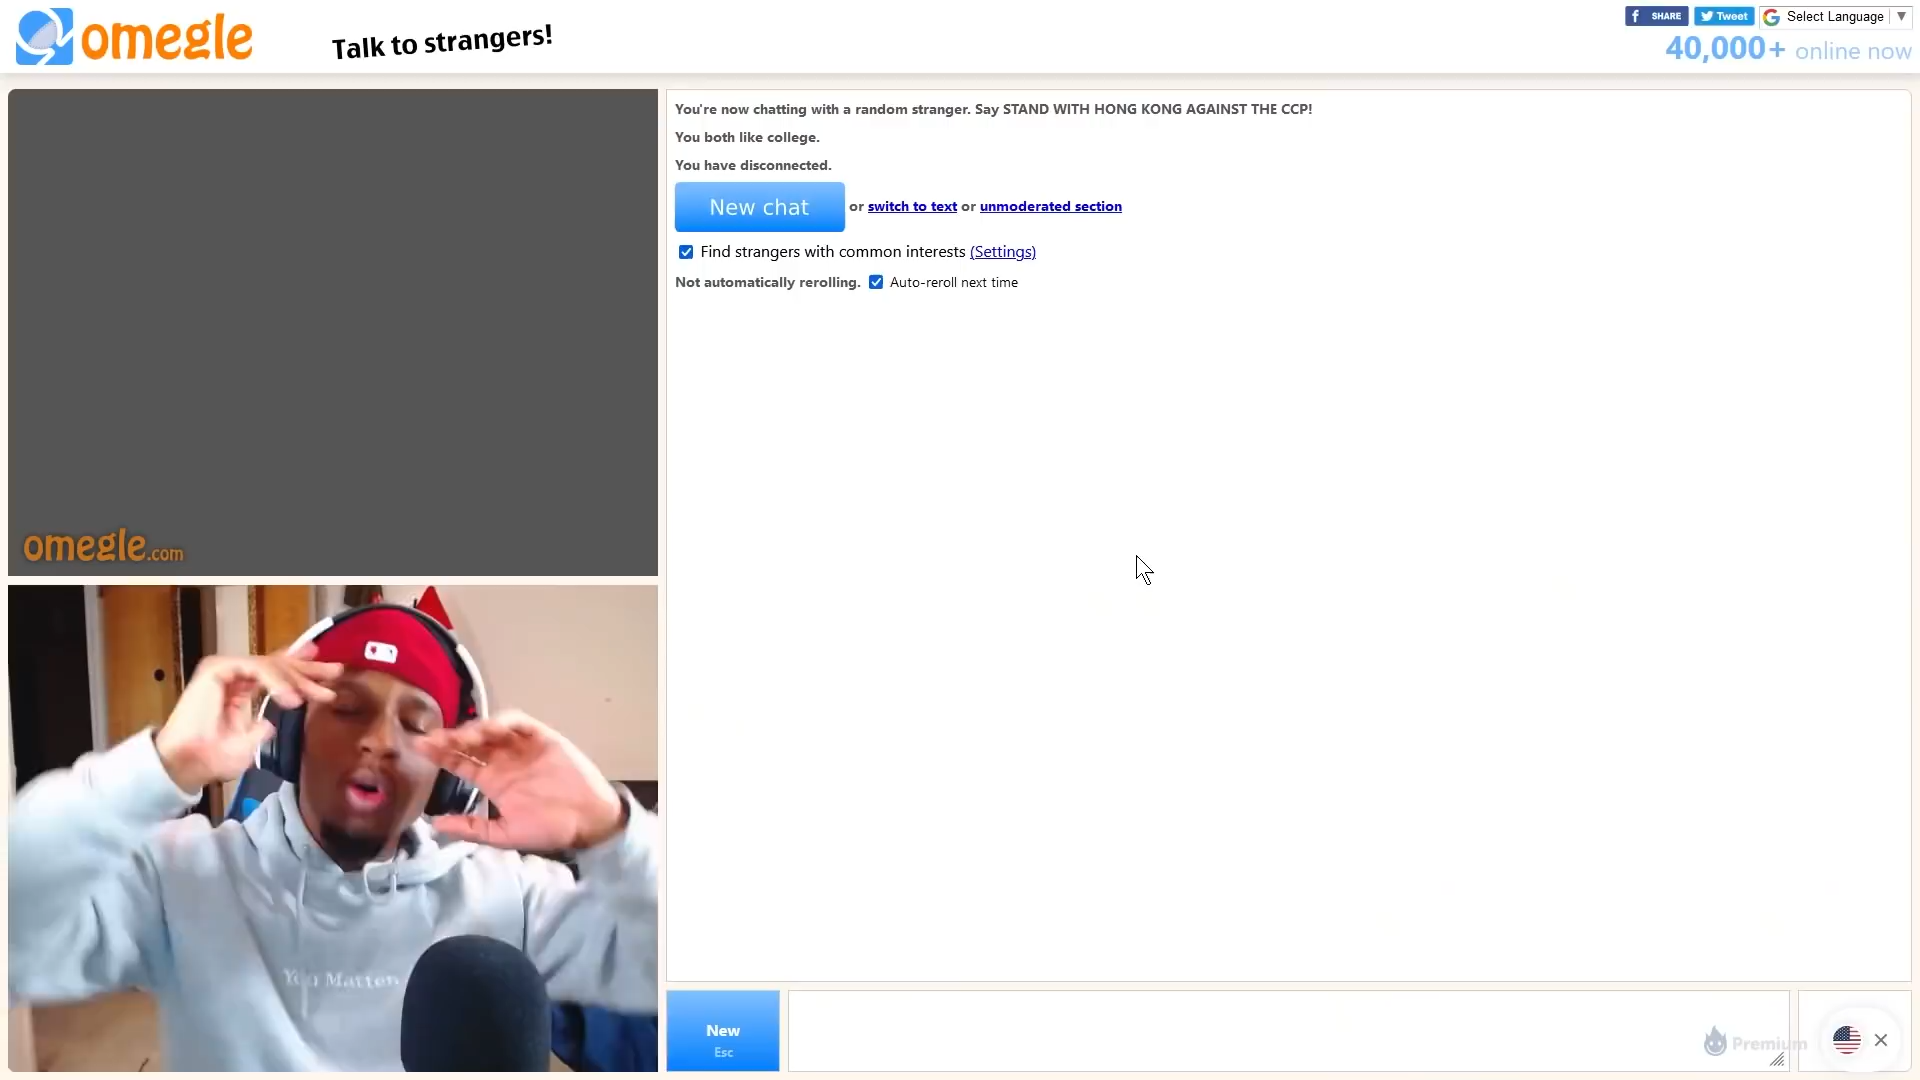 omegle
Talk to strangers!
SHARE
Tweet
Select Language
40,000+ online now
You're now chatting with a random stranger. Say STAND WITH HONG KONG AGAINST THE CCP!
You both like college.
You have disconnected.
New chat or switch to text or unmoderated section
Find strangers with common interests (Settings)
Not automatically rerolling. Auto-reroll next time
omegle.com
You Matter
New
Esc
Premium